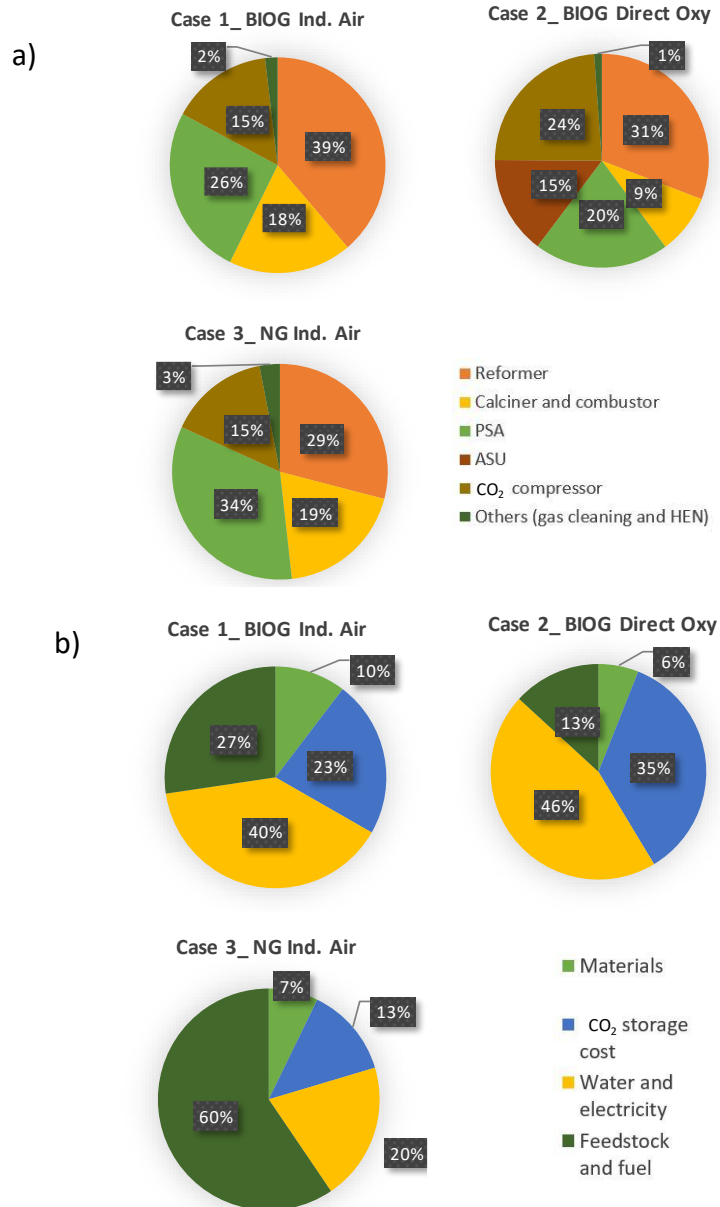 a)
Case 1_ BIOG Ind. Air
2%
15%
39%
26%
18%
Case 2_ BIOG Direct Oxy
1%
24%
31%
15%
9%
20%
Case 3_ NG Ind. Air
3%
15%
29%
34%
19%
Reformer
Calciner and combustor
PSA
ASU
CO₂ compressor
Others (gas cleaning and HEN)
b)
Case 1_ BIOG Ind. Air
10%
27%
23%
40%
Case 2_ BIOG Direct Oxy
6%
13%
35%
46%
Case 3_ NG Ind. Air
7%
13%
60%
20%
Materials
CO₂ storage
cost
Water and
electricity
Feedstock
and fuel